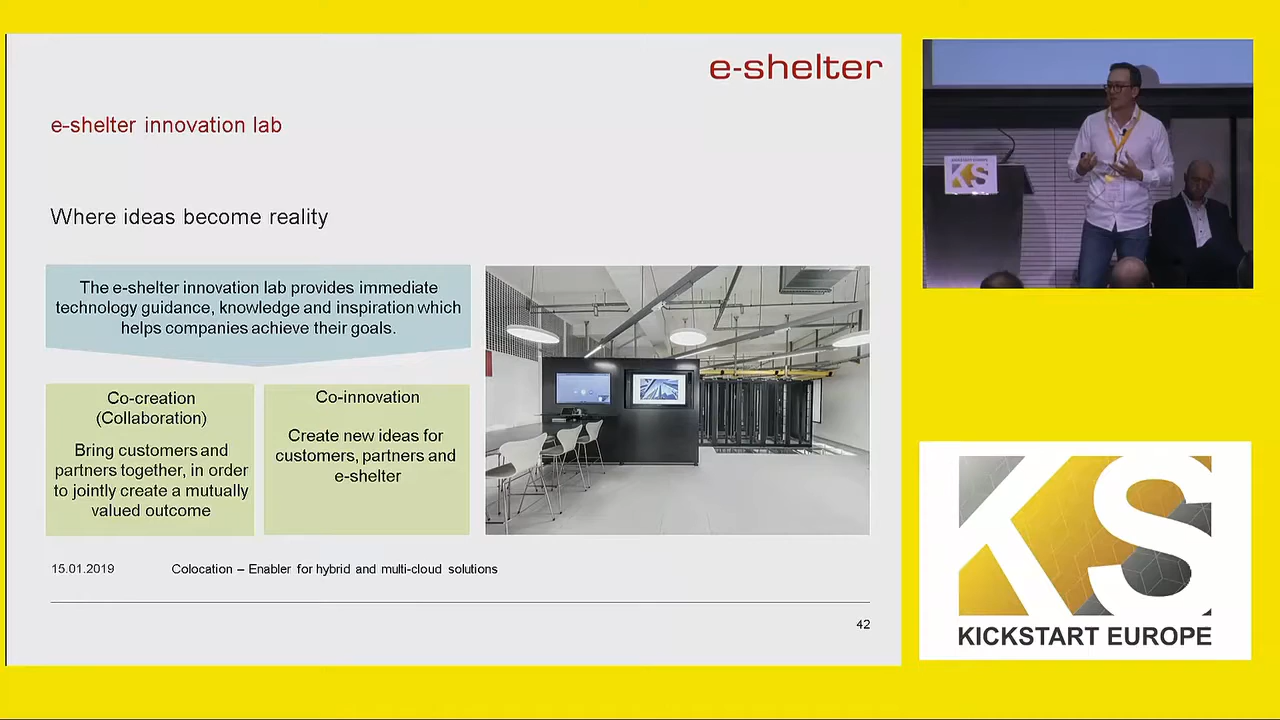 e-shelter
e-shelter innovation lab
Where ideas become reality
The e-shelter innovation lab provides immediate
technology guidance, knowledge and inspiration which
helps companies achieve their goals.
Co-creation
(Collaboration)
Bring customers and
partners together, in order
to jointly create a mutually
valued outcome
Co-innovation
Create new ideas for
customers, partners and
e-shelter
15.01.2019
Colocation – Enabler for hybrid and multi-cloud solutions
42
KS
KS
KICKSTART EUROPE